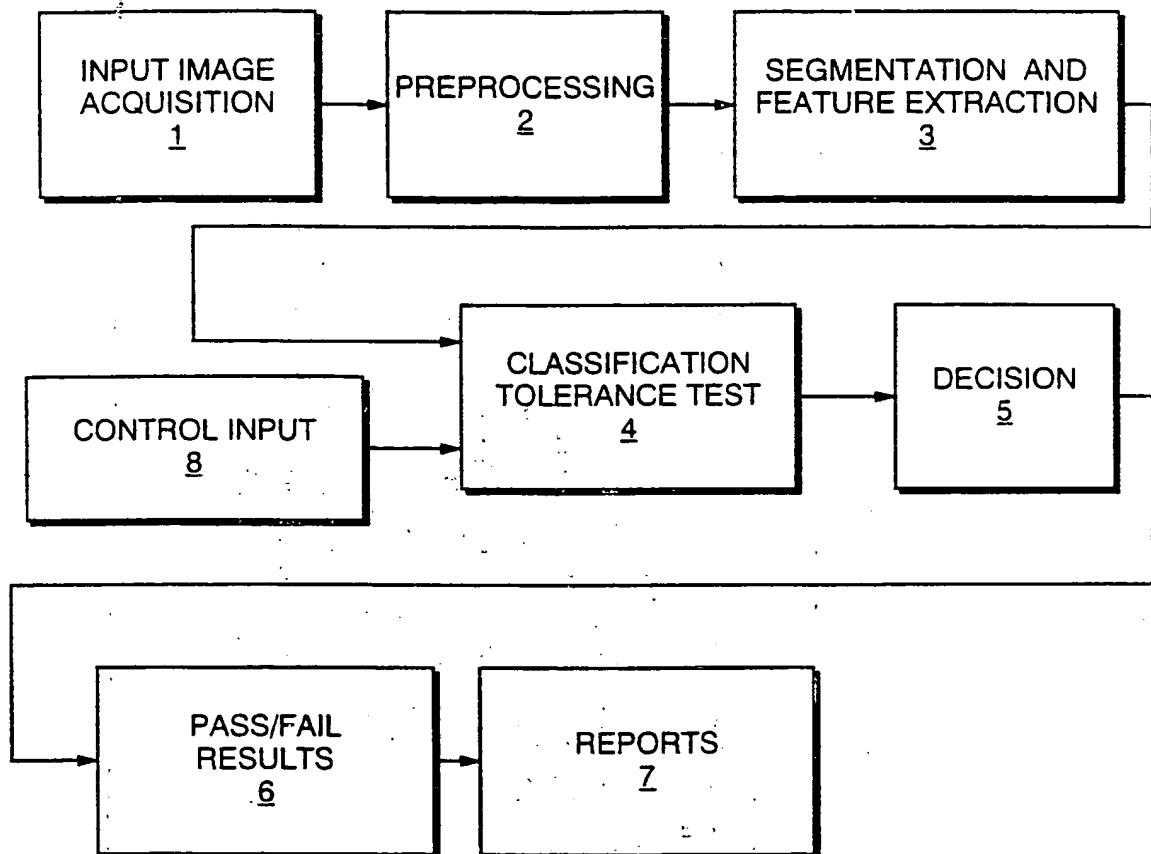 INPUT IMAGE
ACQUISITION
1
PREPROCESSING
2
SEGMENTATION AND
FEATURE EXTRACTION
3
CLASSIFICATION
TOLERANCE TEST
4
DECISION
5
CONTROL INPUT
8
PASS/FAIL
RESULTS
6
REPORTS
7